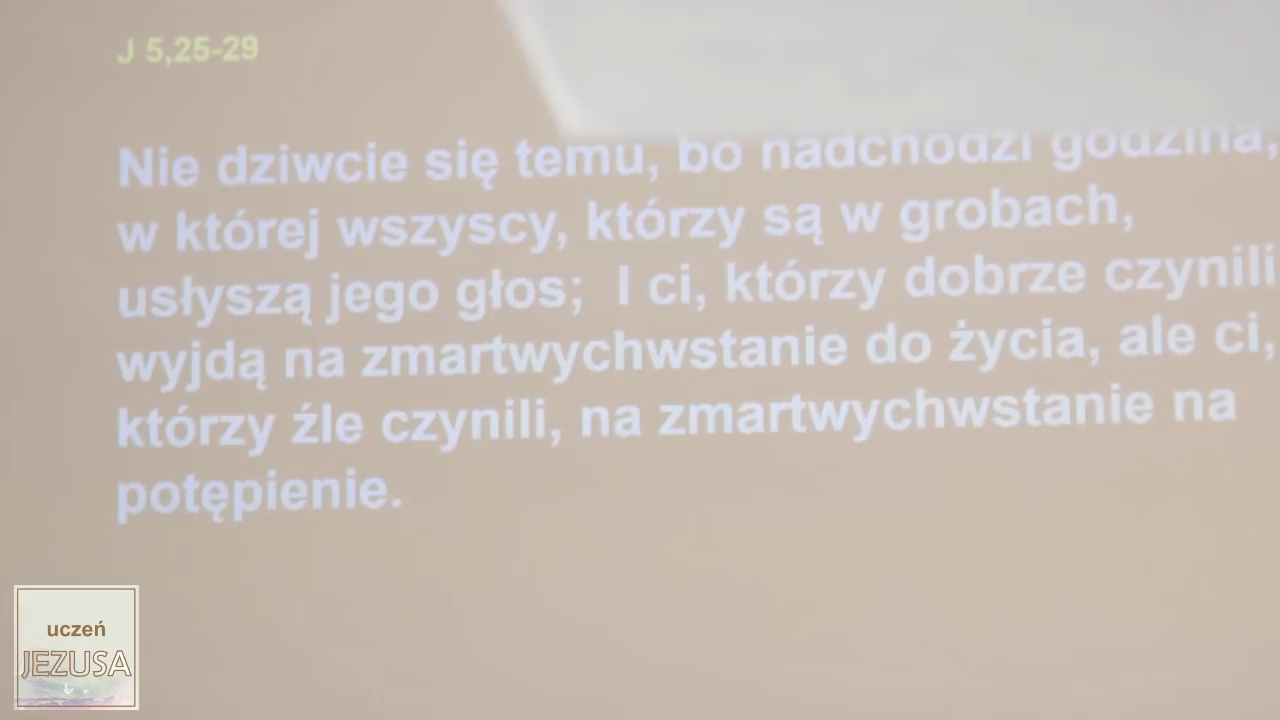 J 5,25-29
Nie dziwcie się temu, bo nadchodzi godzina,
w której wszyscy, którzy są w grobach,
usłyszą jego głos; I ci, którzy dobrze czynili
wyjdą na zmartwychwstanie do życia, ale ci,
którzy źle czynili, na zmartwychwstanie na
potępienie.
uczeń
JEZUSA